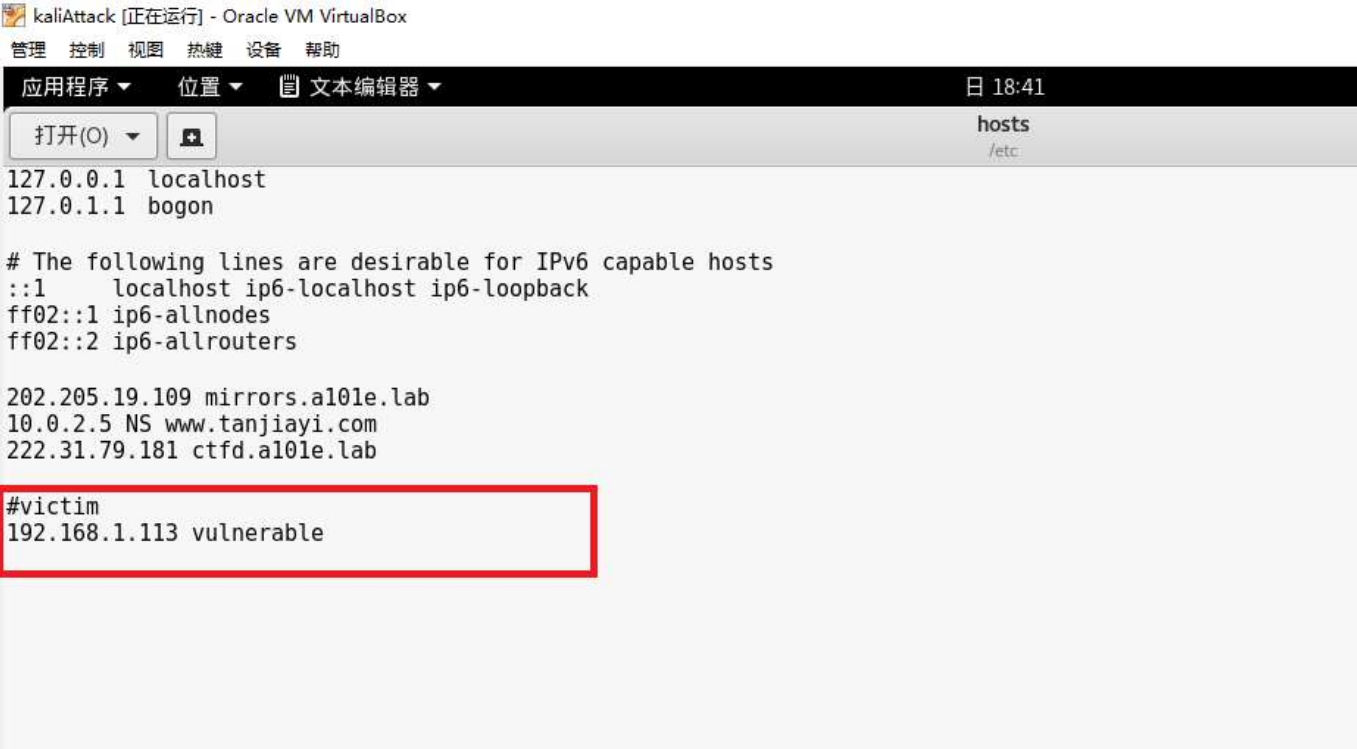 kaliAttack [正在运行] - Oracle VM VirtualBox
管理 控制 视图 热键 设备 帮助
应用程序 位置 文本编辑器 日 18:41
打开(O) hosts
/etc
127.0.0.1 localhost
127.0.1.1 bogon
# The following lines are desirable for IPv6 capable hosts
::1 localhost ip6-localhost ip6-loopback
ff02::1 ip6-allnodes
ff02::2 ip6-allrouters
202.205.19.109 mirrors.a101e.lab
10.0.2.5 NS www.tanjiayi.com
222.31.79.181 ctfd.a101e.lab
#victim
192.168.1.113 vulnerable